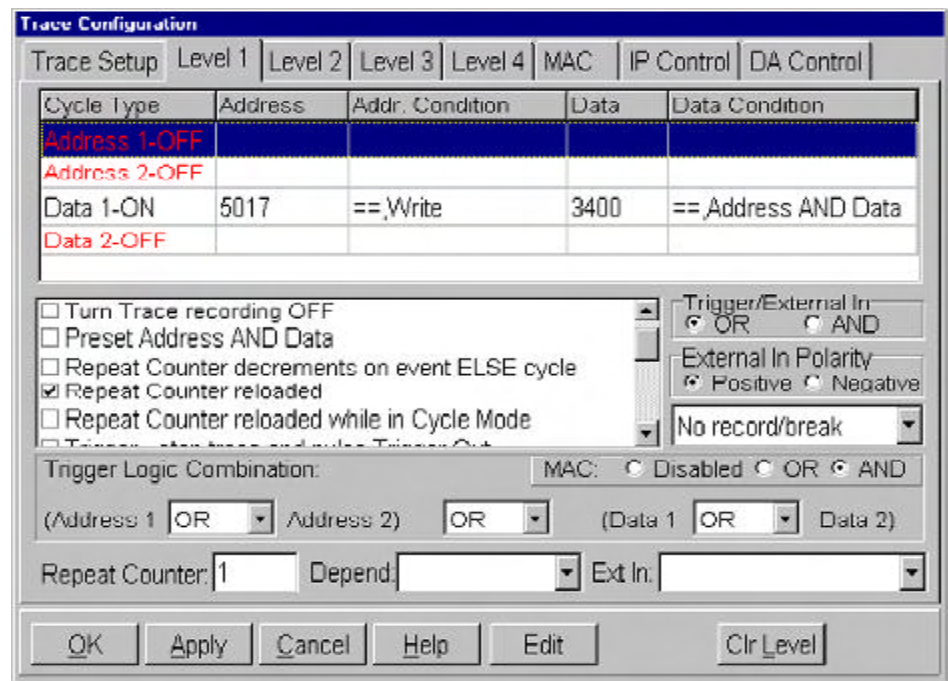 Trace Configuration
Trace Setup Level 1 Level 2 Level 3 Level 4 MAC IP Control DA Control
Cycle Type Address Addr. Condition Data Data Condition
Address 1-OFF
Address 2-OFF
Data 1-ON 5017 ==,Write 3400 ==,Address AND Data
Data 2-OFF
Turn Trace recording OFF
Preset Address AND Data
Repeat Counter decrements on event ELSE cycle
Repeat Counter reloaded
Repeat Counter reloaded while in Cycle Mode
Trigger/External In
OR AND
External In Polarity
Positive Negative
No record/break
Trigger Logic Combination: MAC: Disabled OR AND
(Address 1 OR Address 2) OR (Data 1 OR Data 2)
Repeat Counter: 1 Depend: Ext In:
OK Apply Cancel Help Edit Clr Level